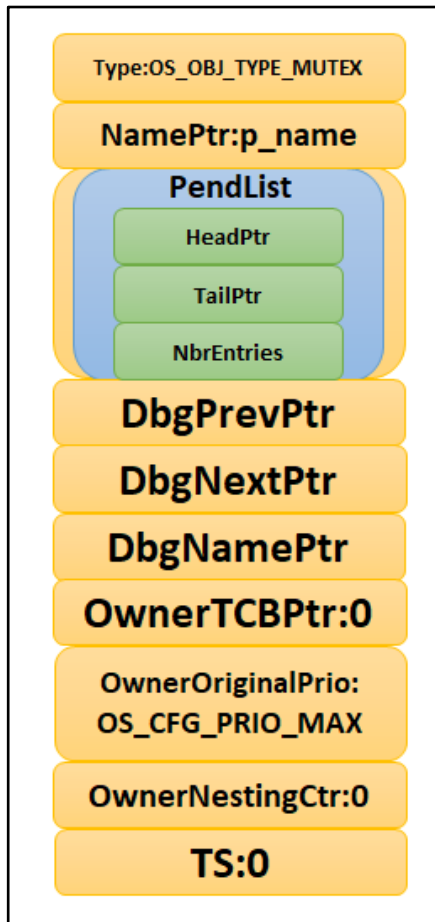 Type:OS_OBJ_TYPE_MUTEX
NamePtr:p_name
PendList
HeadPtr
TailPtr
NbrEntries
DbgPrevPtr
DbgNextPtr
DbgNamePtr
OwnerTCBPtr:0
OwnerOriginalPrio:
OS_CFG_PRIO_MAX
OwnerNestingCtr:0
TS:0